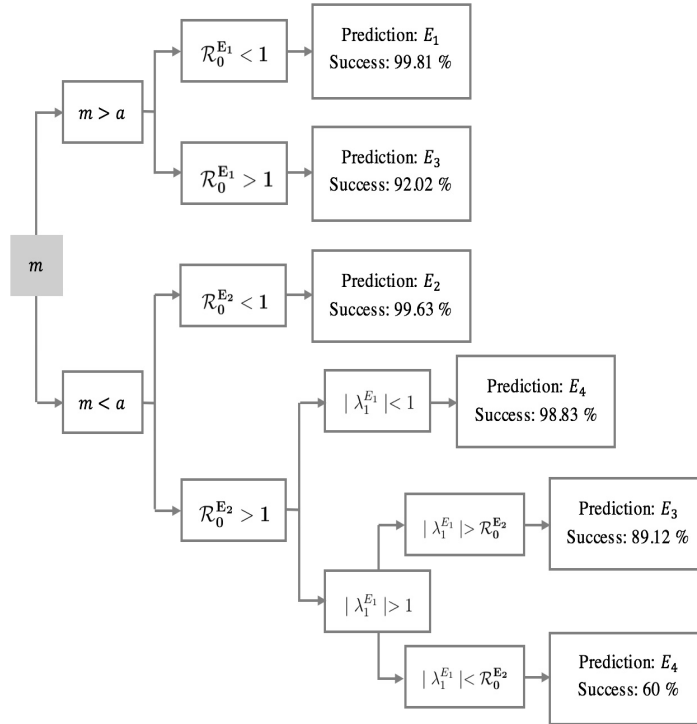 m
m > a
ℛ₀^E₁ < 1
Prediction: E₁
Success: 99.81 %
ℛ₀^E₁ > 1
Prediction: E₃
Success: 92.02 %
m < a
ℛ₀^E₂ < 1
Prediction: E₂
Success: 99.63 %
ℛ₀^E₂ > 1
| λ₁^E₁ |< 1
Prediction: E₄
Success: 98.83 %
| λ₁^E₁ |> 1
| λ₁^E₁ |> ℛ₀^E₂
Prediction: E₃
Success: 89.12 %
| λ₁^E₁ |< ℛ₀^E₂
Prediction: E₄
Success: 60 %